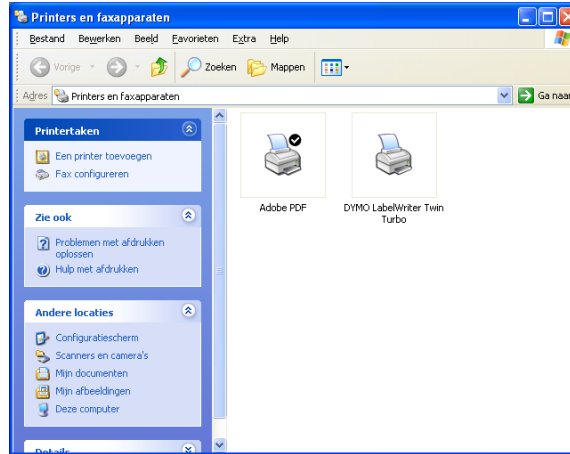 Printers en faxapparaten
Bestand Bewerken Beeld Favorieten Extra Help
Vorige Zoeken Mappen
Adres Printers en faxapparaten Ga naar
Printertaken
Een printer toevoegen
Fax configureren
Zie ook
Problemen met afdrukken
oplossen
Hulp met afdrukken
Andere locaties
Configuratiescherm
Scanners en camera's
Mijn documenten
Mijn afbeeldingen
Deze computer
Details
Adobe PDF
DYMO LabelWriter Twin
Turbo